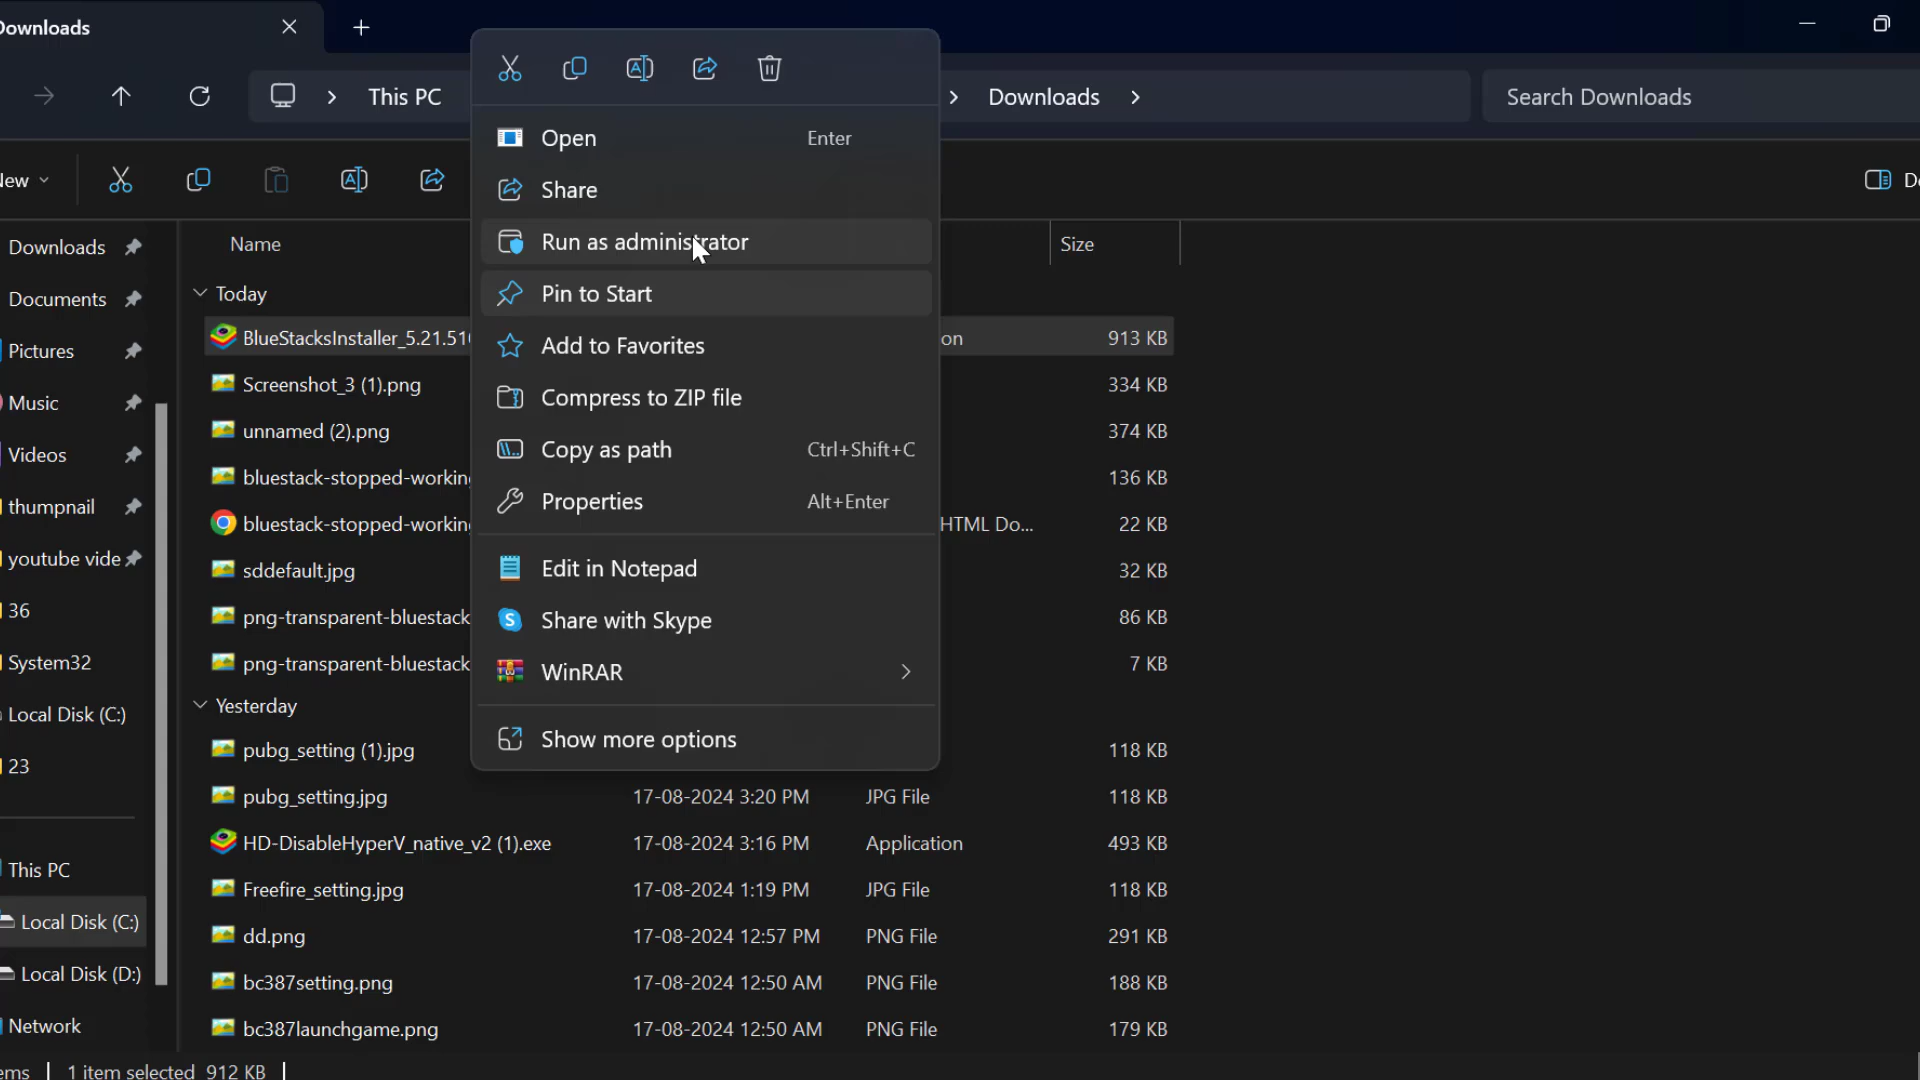 Downloads
This PC
Downloads
Search Downloads
Open Enter
Share
Run as administrator
Pin to Start
Add to Favorites
Compress to ZIP file
Copy as path Ctrl+Shift+C
Properties Alt+Enter
Edit in Notepad
Share with Skype
WinRAR
Show more options
Downloads
Documents
Pictures
Music
Videos
thumpnail
youtube vide
36
System32
Local Disk (C:)
23
This PC
Local Disk (C:)
Local Disk (D:)
Network
Name Size
Today
BlueStacksInstaller_5.21.51 on 913 KB
Screenshot_3 (1).png 334 KB
unnamed (2).png 374 KB
bluestack-stopped-working 136 KB
bluestack-stopped-working HTML Do... 22 KB
sddefault.jpg 32 KB
png-transparent-bluestack 86 KB
png-transparent-bluestack 7 KB
Yesterday
pubg_setting (1).jpg 118 KB
pubg_setting.jpg 17-08-2024 3:20 PM JPG File 118 KB
HD-DisableHyperV_native_v2 (1).exe 17-08-2024 3:16 PM Application 493 KB
Freefire_setting.jpg 17-08-2024 1:19 PM JPG File 118 KB
dd.png 17-08-2024 12:57 PM PNG File 291 KB
bc387setting.png 17-08-2024 12:50 AM PNG File 188 KB
bc387launchgame.png 17-08-2024 12:50 AM PNG File 179 KB
ems 1 item selected 912 KB